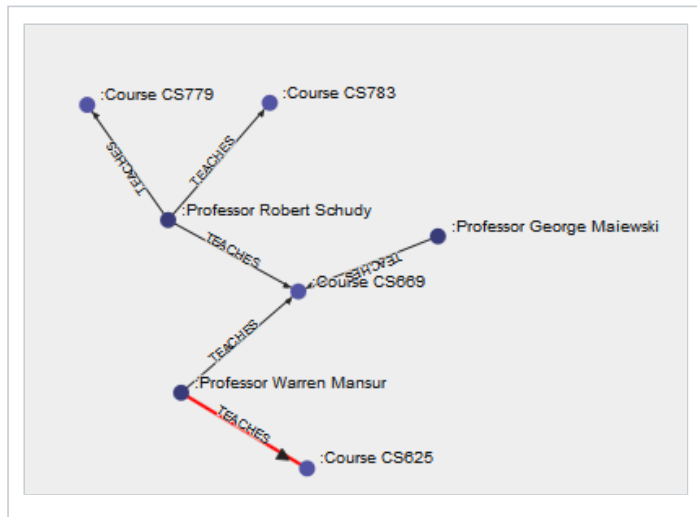 :Course CS779
:Course CS783
TEACHES
TEACHES
:Professor Robert Schudy
TEACHES
:Professor George Maiewski
TEACHES
:Course CS669
TEACHES
:Professor Warren Mansur
TEACHES
:Course CS625